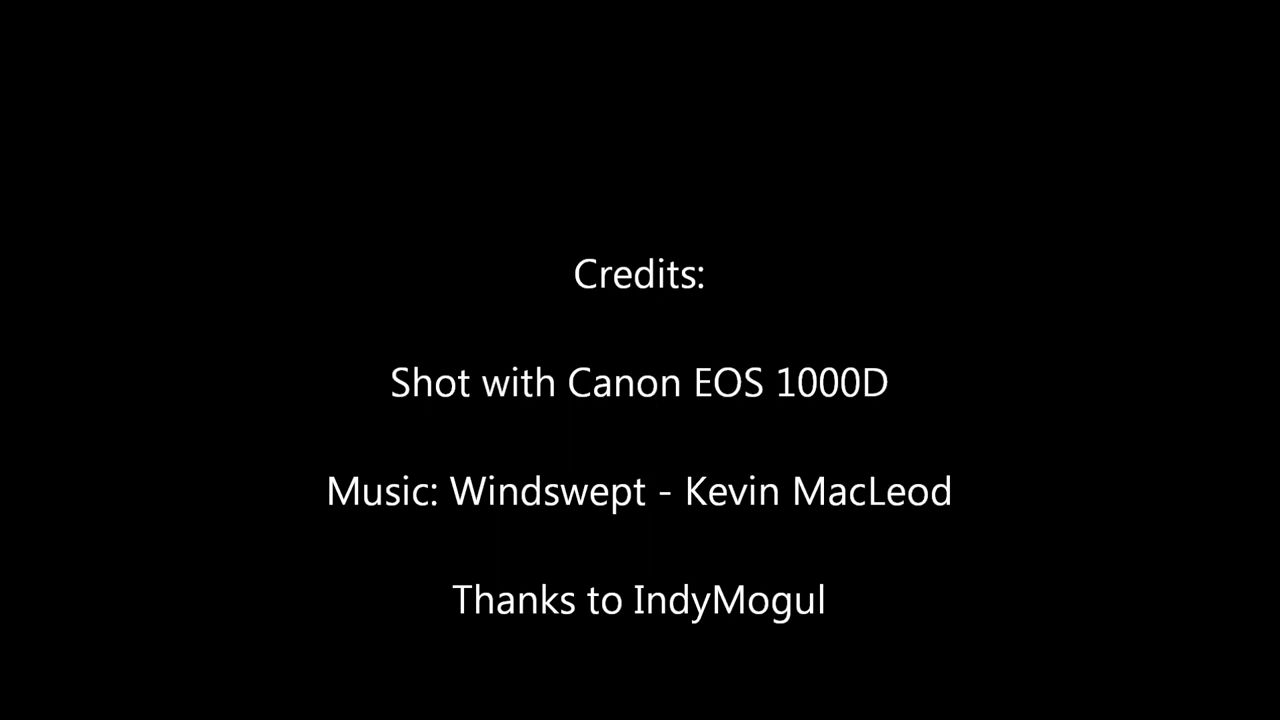 Credits:
Shot with Canon EOS 1000D
Music: Windswept - Kevin MacLeod
Thanks to IndyMogul